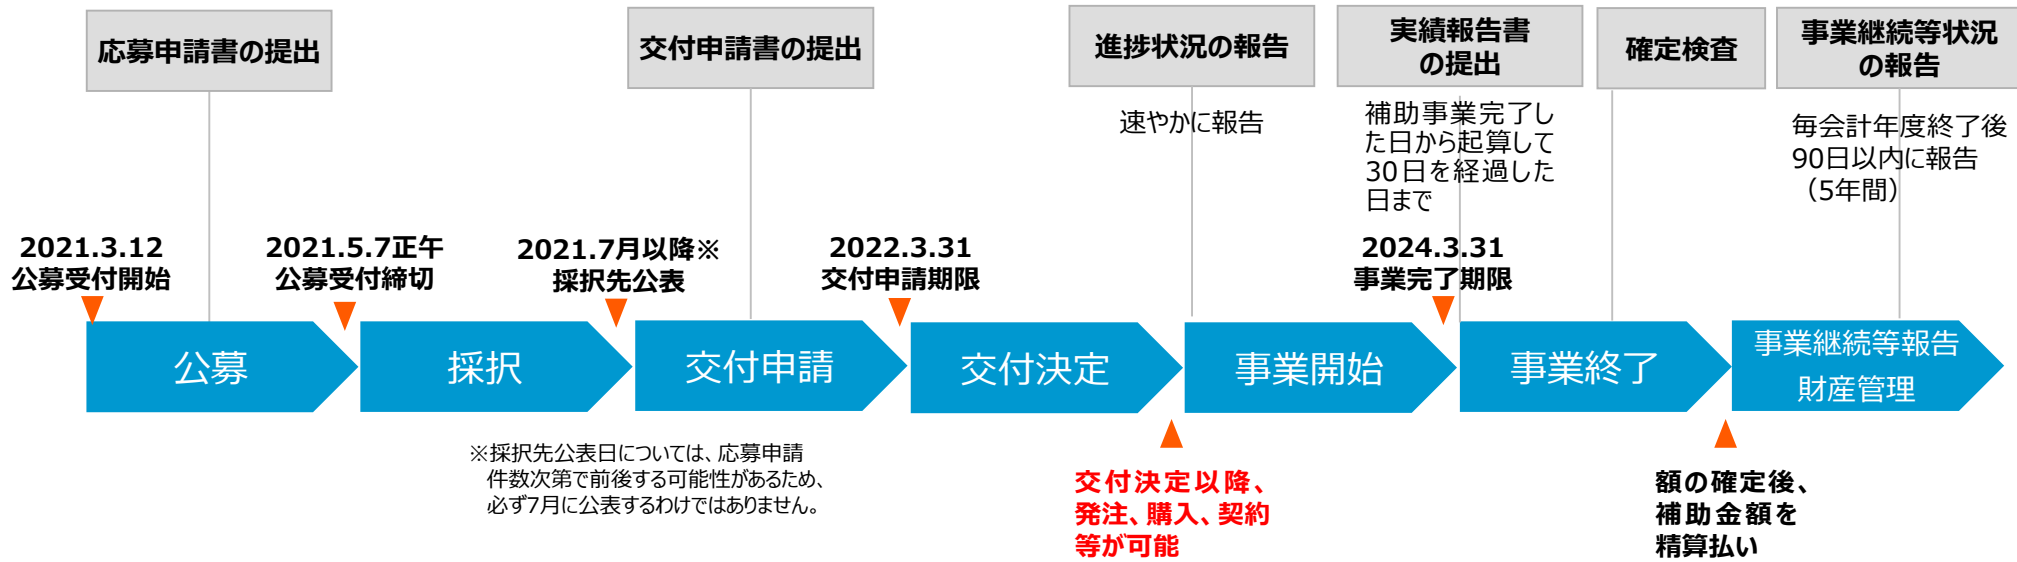 応募申請書の提出
交付申請書の提出
進捗状況の報告
実績報告書
の提出
確定検査
事業継続等状況
の報告
速やかに報告
補助事業完了し
た日から起算して
30日を経過した
日まで
毎会計年度終了後
90日以内に報告
（5年間）
2021.3.12
公募受付開始
2021.5.7正午
公募受付締切
2021.7月以降※
採択先公表
2022.3.31
交付申請期限
2024.3.31
事業完了期限
公募
採択
交付申請
交付決定
事業開始
事業終了
事業継続等報告
財産管理
※採択先公表日については、応募申請
件数次第で前後する可能性があるため、
必ず7月に公表するわけではありません。
交付決定以降、
発注、購入、契約
等が可能
額の確定後、
補助金額を
精算払い